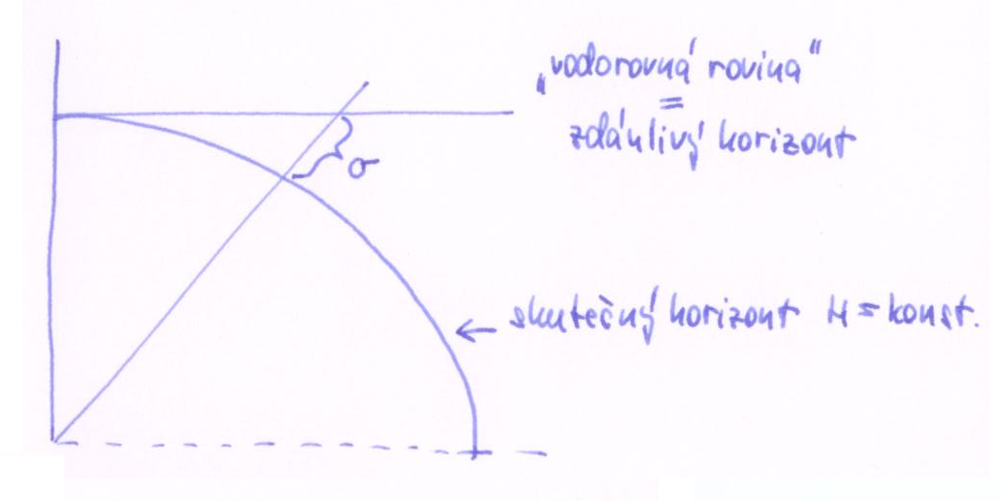 „vodorovná rovina"
=
zdánlivý horizont
σ
← skutečný horizont H = konst.